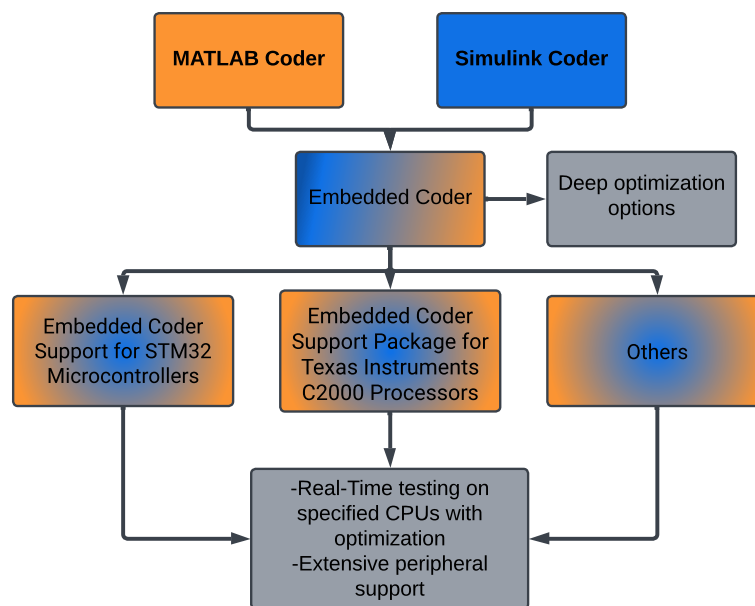 MATLAB Coder
Simulink Coder
Embedded Coder
Deep optimization
options
Embedded Coder
Support for STM32
Microcontrollers
Embedded Coder
Support Package for
Texas Instruments
C2000 Processors
Others
-Real-Time testing on
specified CPUs with
optimization
-Extensive peripheral
support